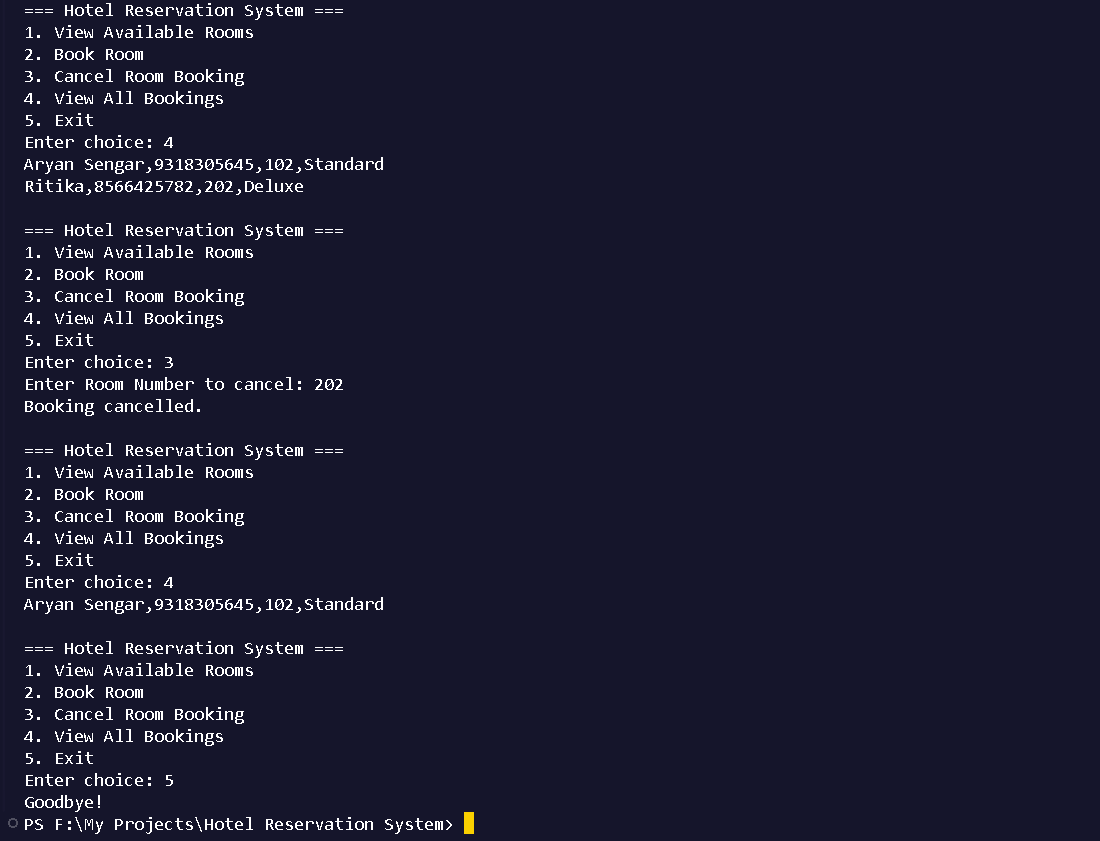 === Hotel Reservation System ===
1. View Available Rooms
2. Book Room
3. Cancel Room Booking
4. View All Bookings
5. Exit
Enter choice: 4
Aryan Sengar,9318305645,102,Standard
Ritika,8566425782,202,Deluxe

=== Hotel Reservation System ===
1. View Available Rooms
2. Book Room
3. Cancel Room Booking
4. View All Bookings
5. Exit
Enter choice: 3
Enter Room Number to cancel: 202
Booking cancelled.

=== Hotel Reservation System ===
1. View Available Rooms
2. Book Room
3. Cancel Room Booking
4. View All Bookings
5. Exit
Enter choice: 4
Aryan Sengar,9318305645,102,Standard

=== Hotel Reservation System ===
1. View Available Rooms
2. Book Room
3. Cancel Room Booking
4. View All Bookings
5. Exit
Enter choice: 5
Goodbye!
PS F:\My Projects\Hotel Reservation System>